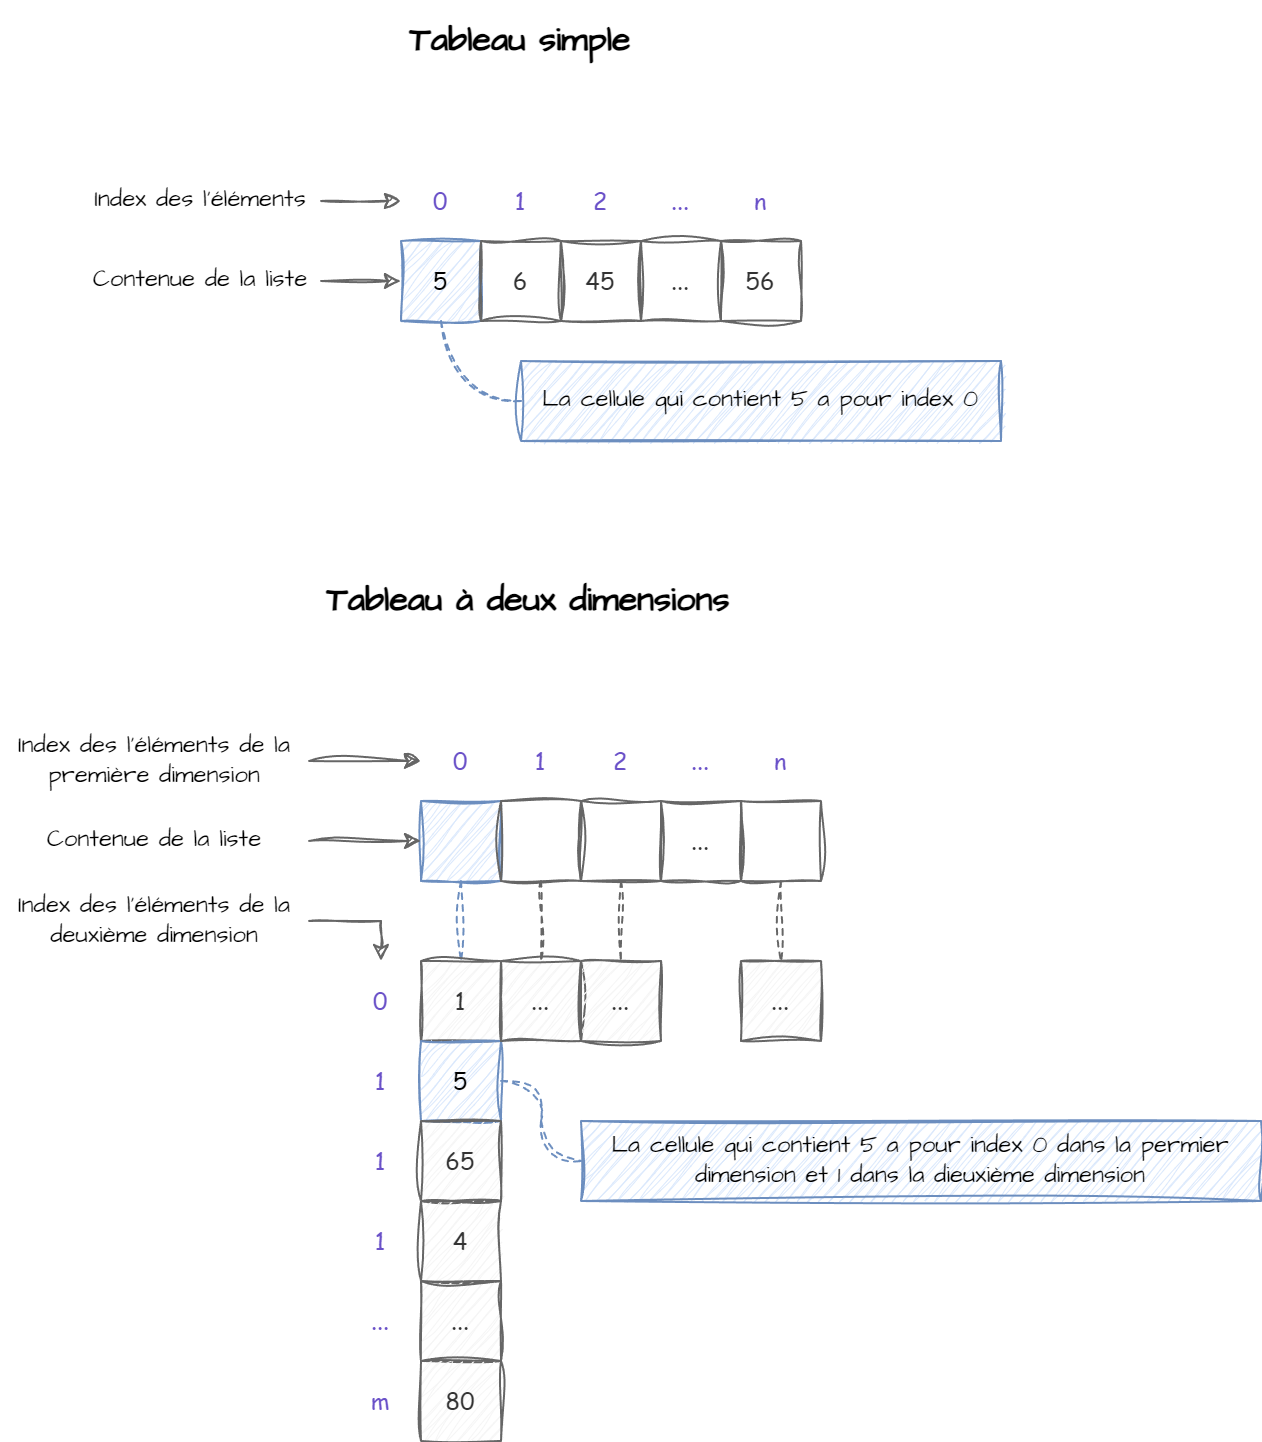 Tableau simple
Index des l'éléments
0 1 2 ... n
Contenue de la liste
5 6 45 ... 56
La cellule qui contient 5 a pour index 0
Tableau à deux dimensions
Index des l'éléments de la
première dimension
0 1 2 ... n
Contenue de la liste
...
Index des l'éléments de la
deuxième dimension
0 1 ... ... ...
1 5
La cellule qui contient 5 a pour index 0 dans la permier
dimension et 1 dans la dieuxième dimension
1 65
1 4
... ...
m 80